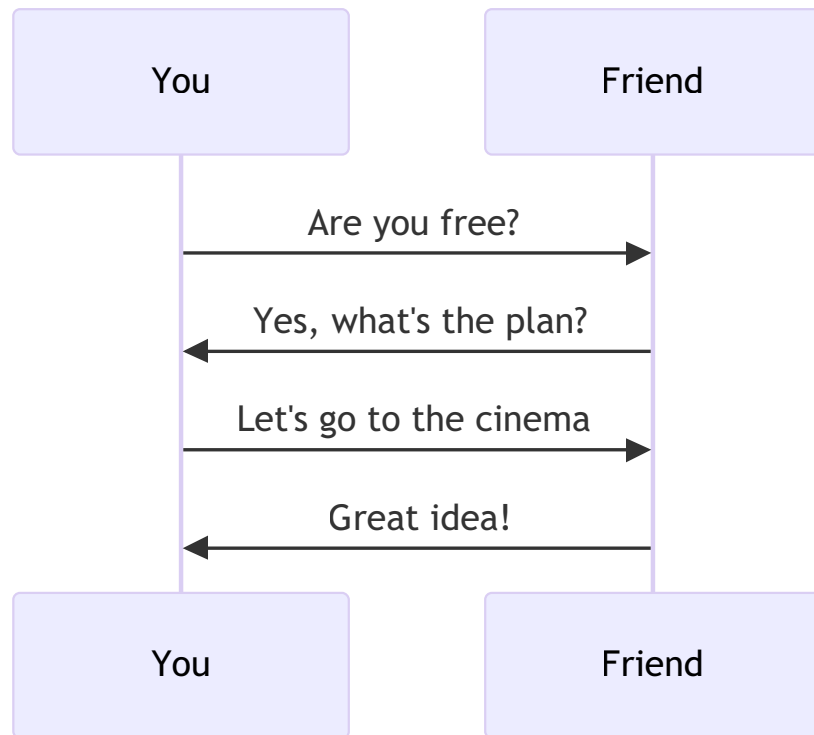 You
Friend
Are you free?
Yes, what's the plan?
Let's go to the cinema
Great idea!
You
Friend